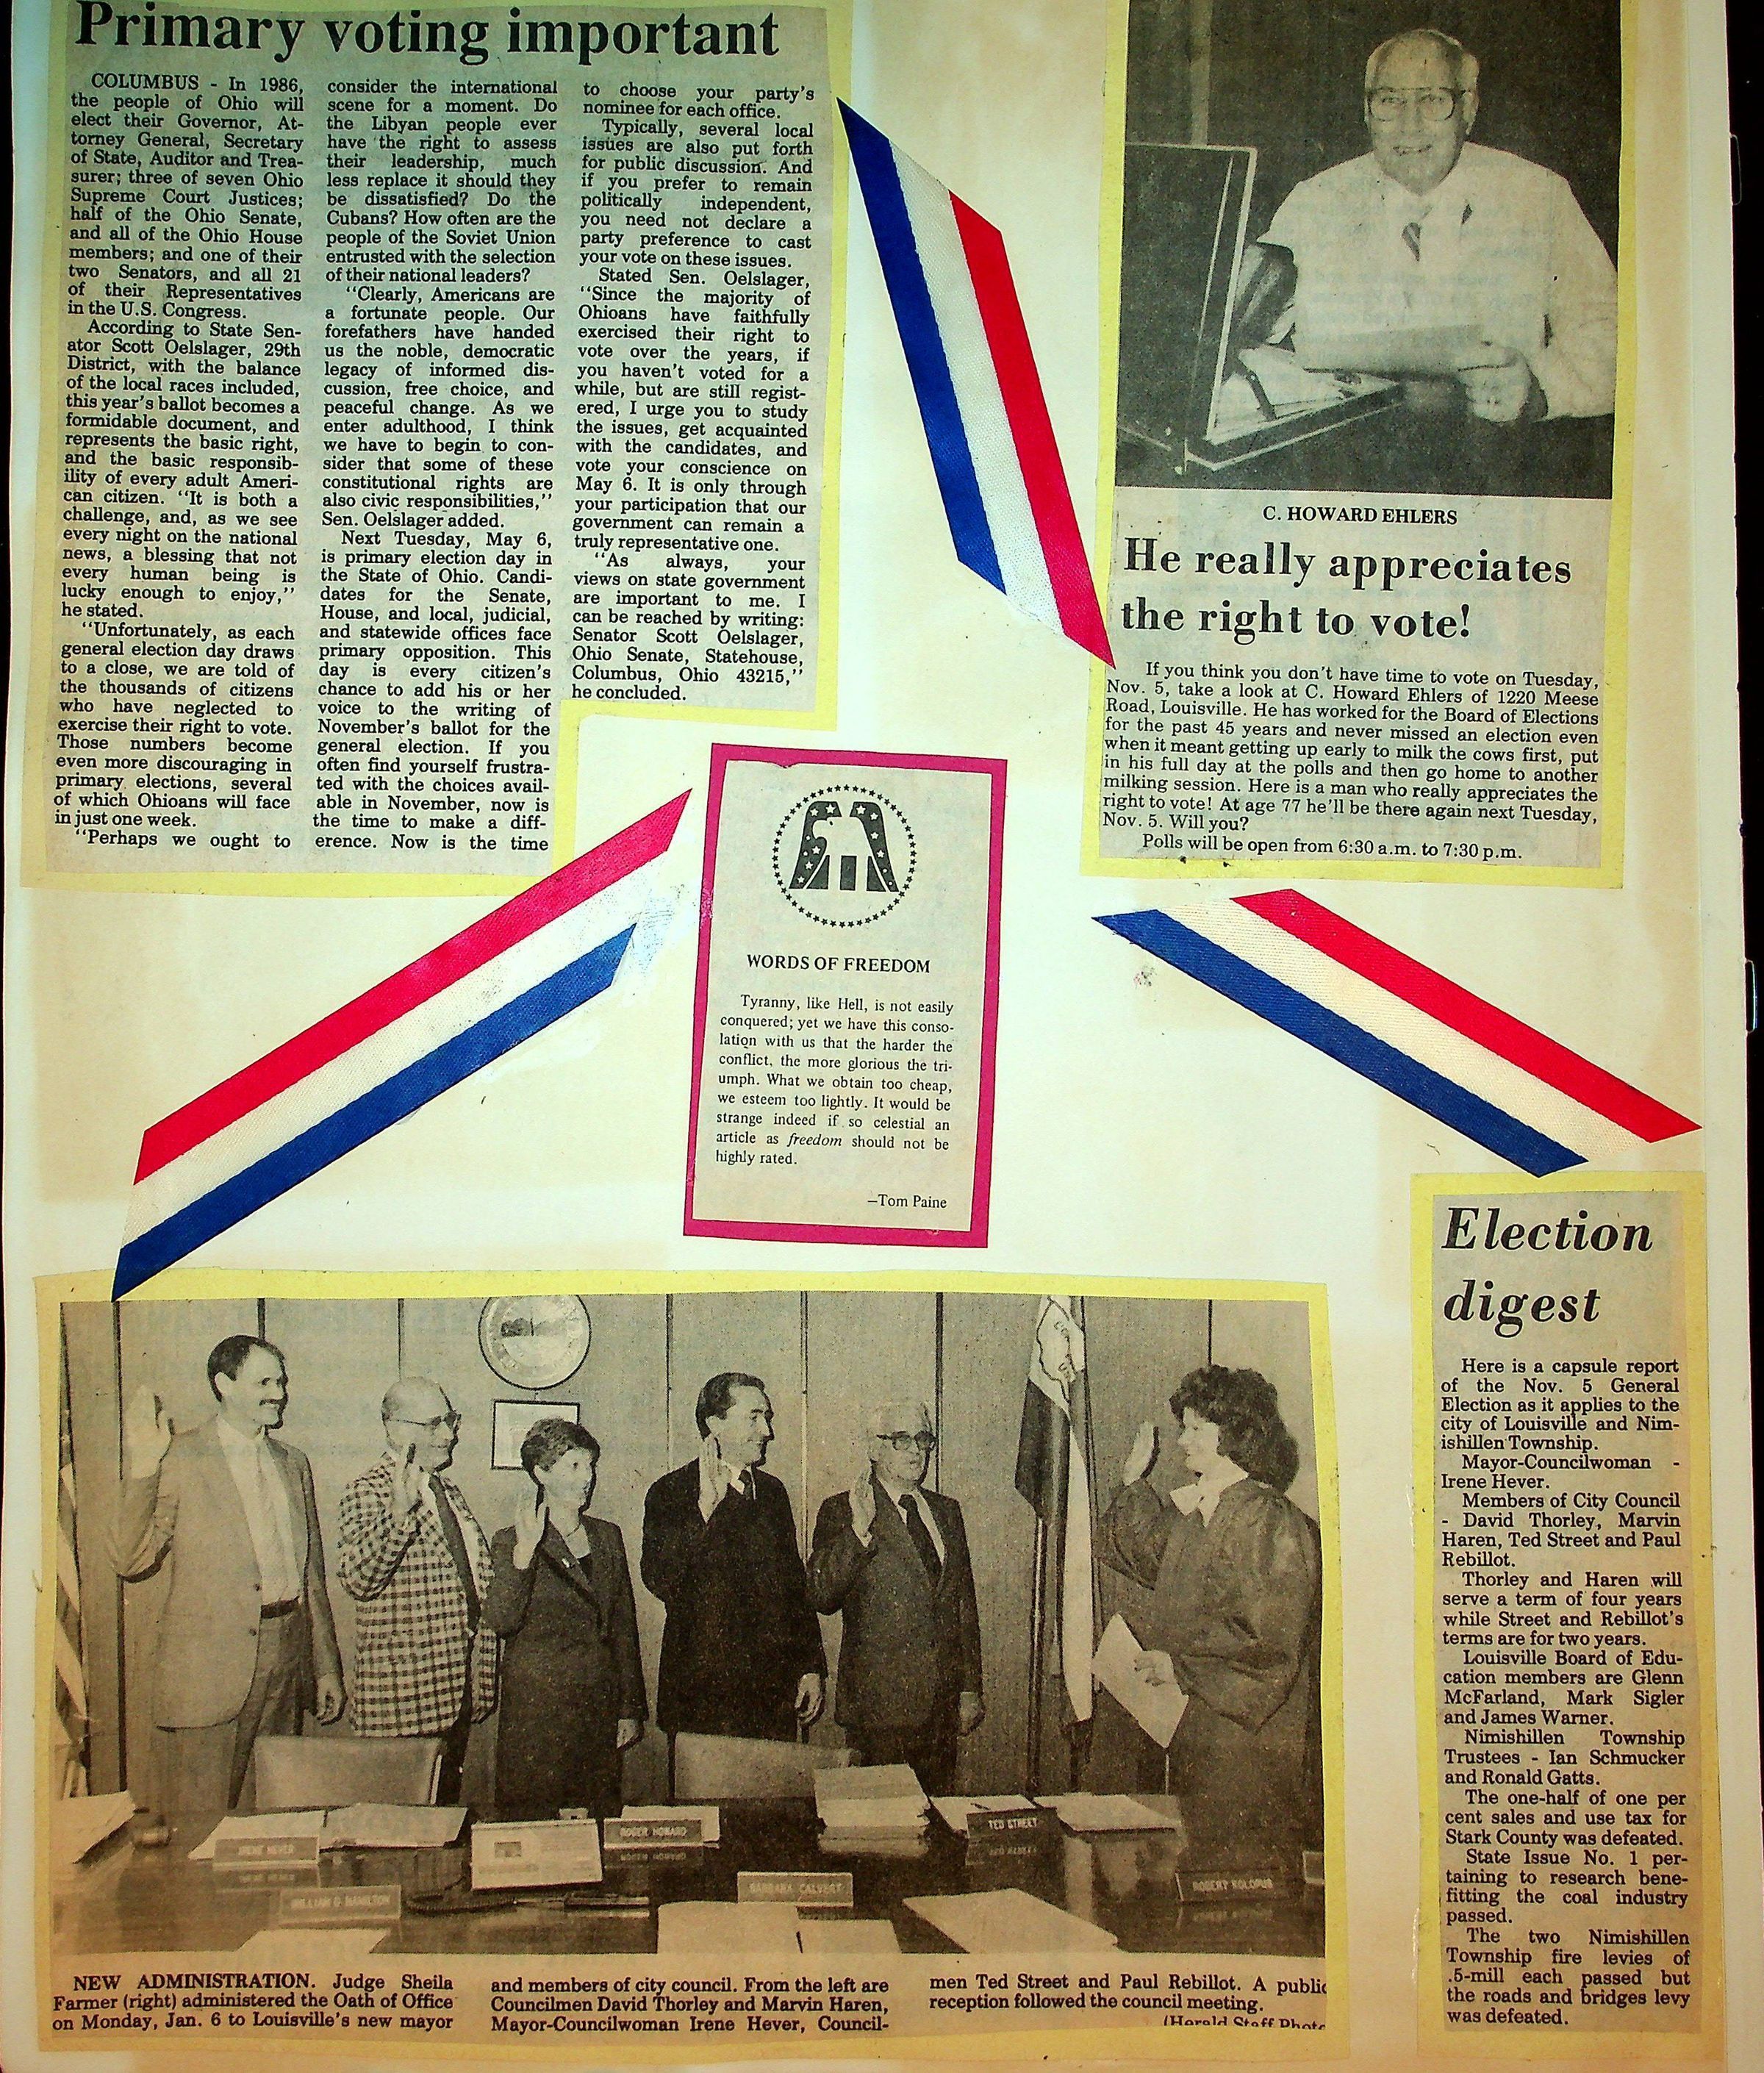 Primary voting important
COLUMBUS - In 1986,
the people of Ohio will
elect their Governor, At-
torney General, Secretary
of State, Auditor and Trea-
surer; three of seven Ohio
Supreme Court Justices;
half of the Ohio Senate,
and all of the Ohio House
members; and one of their
two Senators, and all 21
of their Representatives
in the U.S. Congress.
According to State Sen-
ator Scott Oelslager, 29th
District, with the balance
of the local races included,
this year's ballot becomes a
formidable document, and
represents the basic right,
and the basic responsib-
ility of every adult Ameri-
can citizen. ''It is both a
challenge, and, as we see
every night on the national
news, a blessing that not
every human being is
lucky enough to enjoy,''
he stated.
''Unfortunately, as each
general election day draws
to a close, we are told of
the thousands of citizens
who have neglected to
exercise their right to vote.
Those numbers become
even more discouraging in
primary elections, several
of which Ohioans will face
in just one week.
''Perhaps we ought to
consider the international
scene for a moment. Do
the Libyan people ever
have the right to assess
their leadership, much
less replace it should they
be dissatisfied? Do the
Cubans? How often are the
people of the Soviet Union
entrusted with the selection
of their national leaders?
''Clearly, Americans are
a fortunate people. Our
forefathers have handed
us the noble, democratic
legacy of informed dis-
cussion, free choice, and
peaceful change. As we
enter adulthood, I think
we have to begin to con-
sider that some of these
constitutional rights are
also civic responsibilities,''
Sen. Oelslager added.
Next Tuesday, May 6,
is primary election day in
the State of Ohio. Candi-
dates for the Senate,
House, and local, judicial,
and statewide offices face
primary opposition. This
day is every citizen's
chance to add his or her
voice to the writing of
November's ballot for the
general election. If you
often find yourself frustra-
ted with the choices avail-
able in November, now is
the time to make a diff-
erence. Now is the time
to choose your party's
nominee for each office.
Typically, several local
issues are also put forth
for public discussion. And
if you prefer to remain
politically independent,
you need not declare a
party preference to cast
your vote on these issues.
Stated Sen. Oelslager,
''Since the majority of
Ohioans have faithfully
exercised their right to
vote over the years, if
you haven't voted for a
while, but are still regist-
ered, I urge you to study
the issues, get acquainted
with the candidates, and
vote your conscience on
May 6. It is only through
your participation that our
government can remain a
truly representative one.
''As always, your
views on state government
are important to me. I
can be reached by writing:
Senator Scott Oelslager,
Ohio Senate, Statehouse,
Columbus, Ohio 43215,''
he concluded.
C. HOWARD EHLERS
He really appreciates
the right to vote!
If you think you don't have time to vote on Tuesday,
Nov. 5, take a look at C. Howard Ehlers of 1220 Meese
Road, Louisville. He has worked for the Board of Elections
for the past 45 years and never missed an election even
when it meant getting up early to milk the cows first, put
in his full day at the polls and then go home to another
milking session. Here is a man who really appreciates the
right to vote! At age 77 he'll be there again next Tuesday,
Nov. 5. Will you?
Polls will be open from 6:30 a.m. to 7:30 p.m.
WORDS OF FREEDOM
Tyranny, like Hell, is not easily
conquered; yet we have this conso-
lation with us that the harder the
conflict, the more glorious the tri-
umph. What we obtain too cheap,
we esteem too lightly. It would be
strange indeed if so celestial an
article as freedom should not be
highly rated.
—Tom Paine
IRENE HEVER
ROGER HOWARD
TED STREET
WILLIAM D HAMILTON
BARBARA CALVERT
ROBERT KOLOPUS
NEW ADMINISTRATION. Judge Sheila
Farmer (right) administered the Oath of Office
on Monday, Jan. 6 to Louisville's new mayor
and members of city council. From the left are
Councilmen David Thorley and Marvin Haren,
Mayor-Councilwoman Irene Hever, Council-
men Ted Street and Paul Rebillot. A public
reception followed the council meeting.
(Herald Staff Photo
Election
digest
Here is a capsule report
of the Nov. 5 General
Election as it applies to the
city of Louisville and Nim-
ishillen Township.
Mayor-Councilwoman -
Irene Hever.
Members of City Council
- David Thorley, Marvin
Haren, Ted Street and Paul
Rebillot.
Thorley and Haren will
serve a term of four years
while Street and Rebillot's
terms are for two years.
Louisville Board of Edu-
cation members are Glenn
McFarland, Mark Sigler
and James Warner.
Nimishillen Township
Trustees - Ian Schmucker
and Ronald Gatts.
The one-half of one per
cent sales and use tax for
Stark County was defeated.
State Issue No. 1 per-
taining to research bene-
fitting the coal industry
passed.
The two Nimishillen
Township fire levies of
.5-mill each passed but
the roads and bridges levy
was defeated.